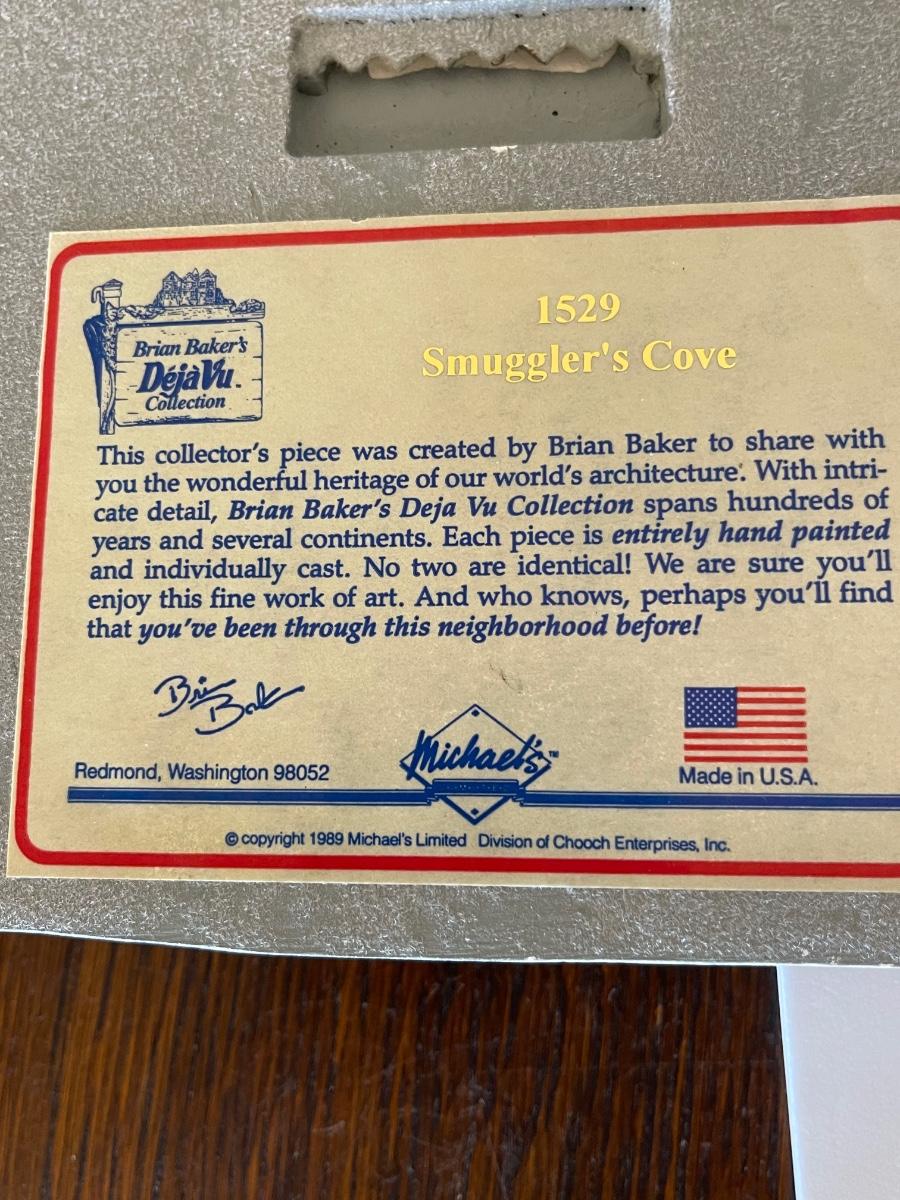 1529
Smuggler's Cove
Brian Baker's
DéjàVu™
Collection
This collector's piece was created by Brian Baker to share with
you the wonderful heritage of our world's architecture. With intri-
cate detail, Brian Baker's Deja Vu Collection spans hundreds of
years and several continents. Each piece is entirely hand painted
and individually cast. No two are identical! We are sure you'll
enjoy this fine work of art. And who knows, perhaps you'll find
that you've been through this neighborhood before!
Brian Baker
Redmond, Washington 98052
Michael's™
Made in U.S.A.
© copyright 1989 Michael's Limited Division of Chooch Enterprises, Inc.